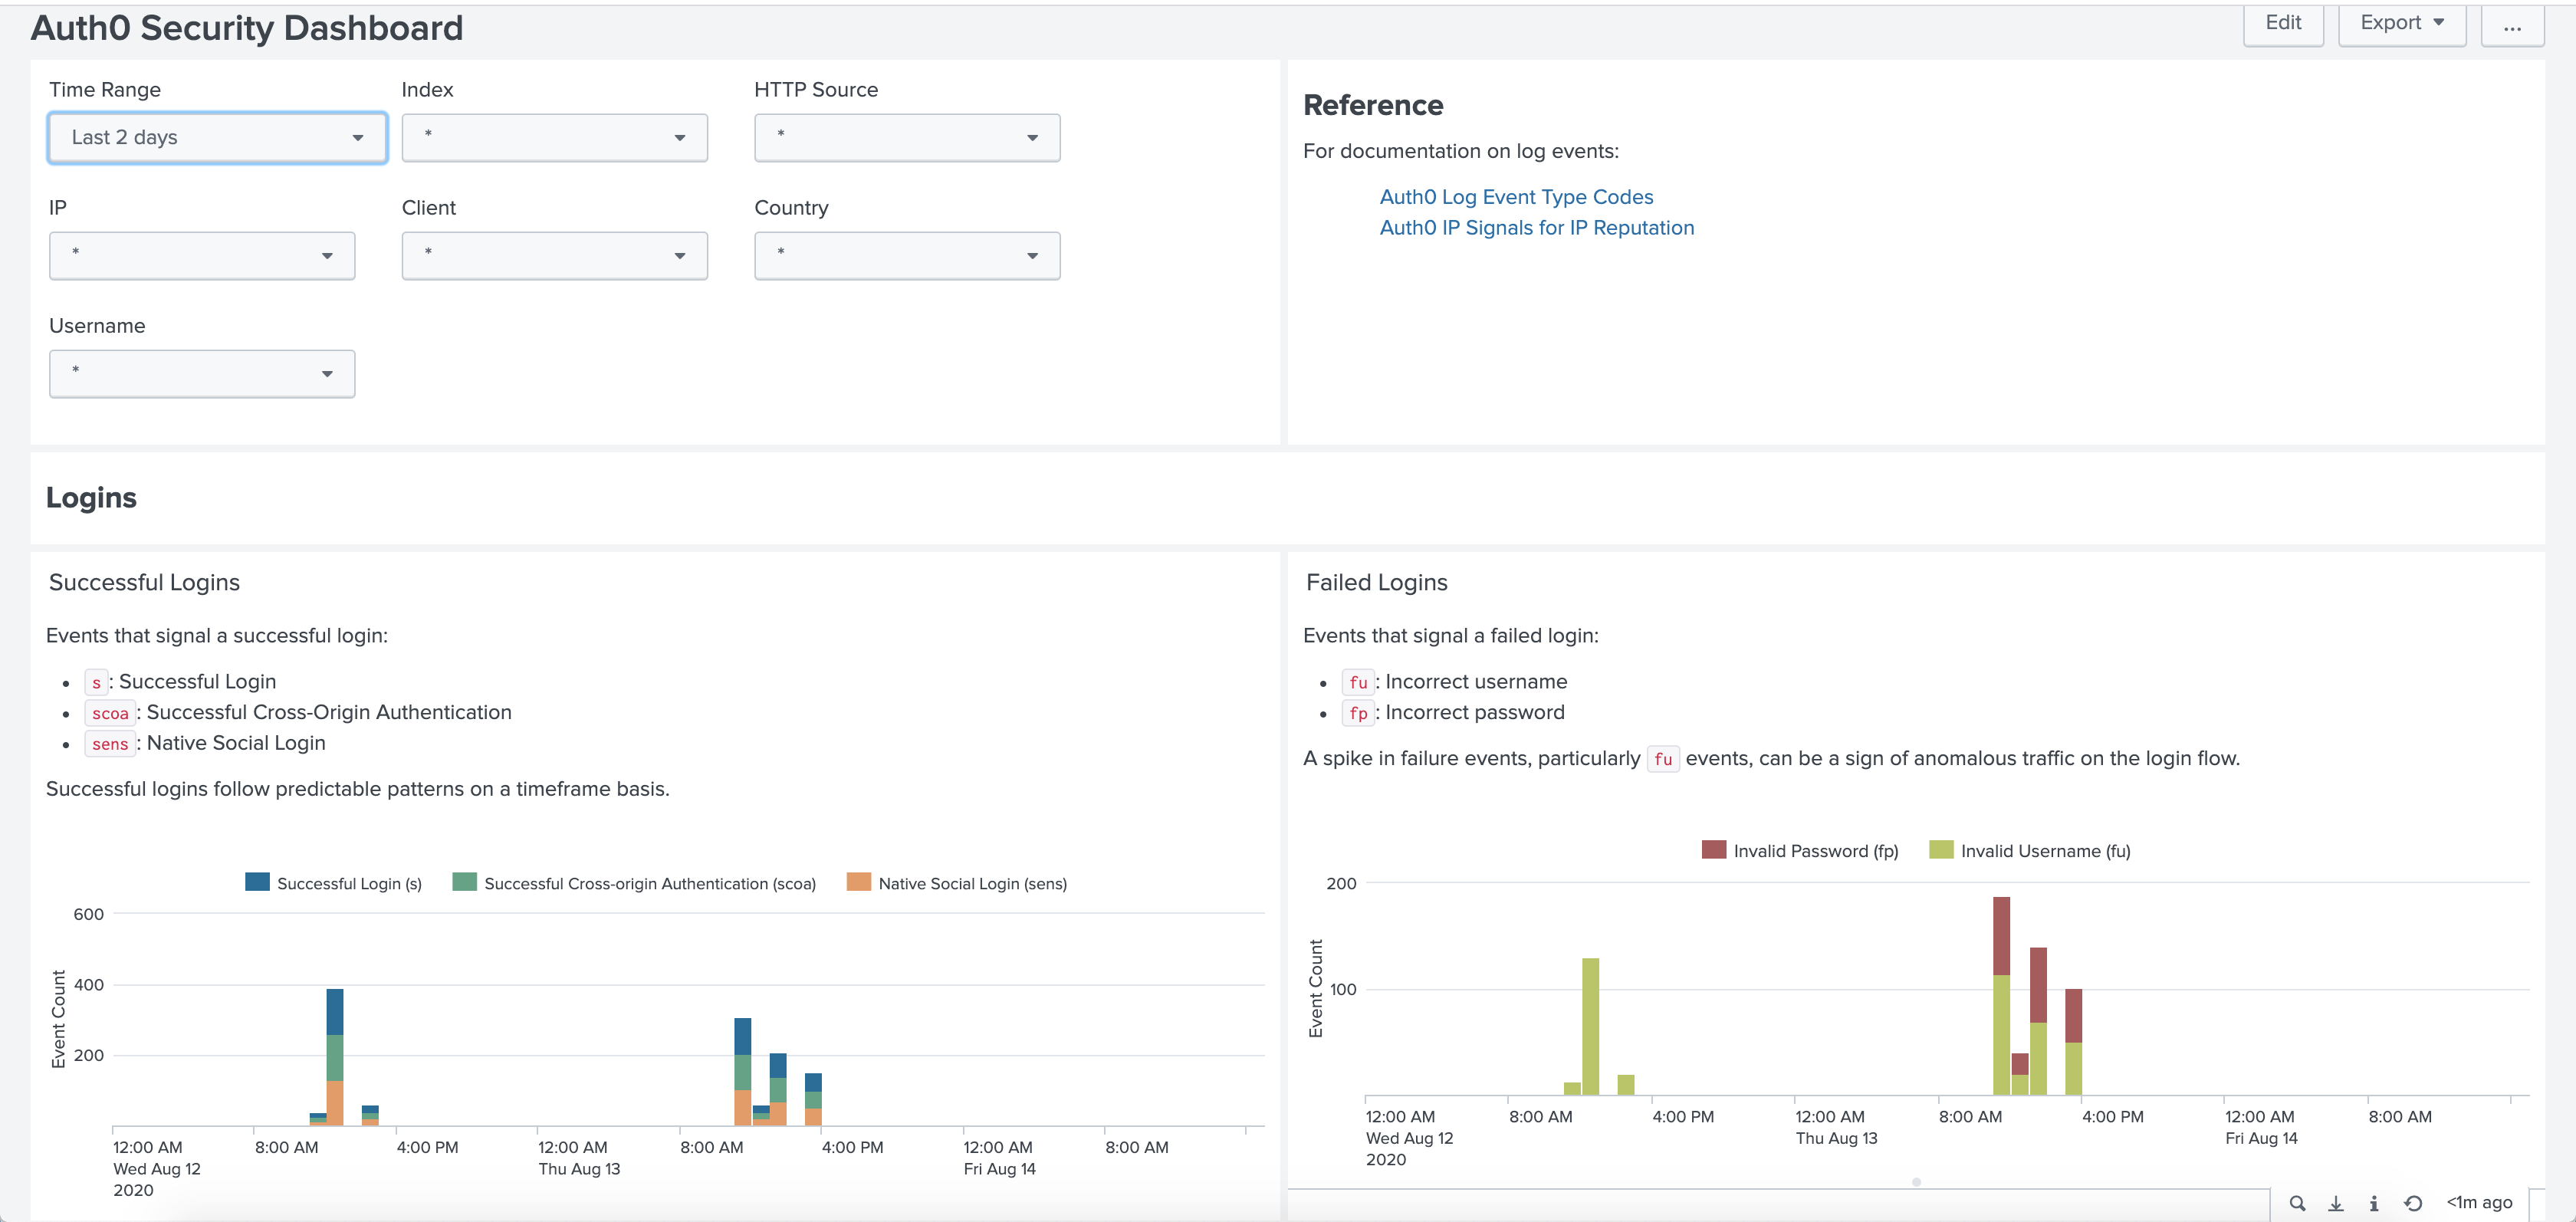 Auth0 Security Dashboard
Edit
Export
...
Time Range
Index
HTTP Source
Last 2 days
*
*
IP
Client
Country
*
*
*
Username
*
Reference
For documentation on log events:
Auth0 Log Event Type Codes
Auth0 IP Signals for IP Reputation
Logins
Successful Logins
Events that signal a successful login:
• s: Successful Login
• scoa: Successful Cross-Origin Authentication
• sens: Native Social Login
Successful logins follow predictable patterns on a timeframe basis.
Successful Login (s)
Successful Cross-origin Authentication (scoa)
Native Social Login (sens)
Event Count
600
400
200
12:00 AM
Wed Aug 12
2020
8:00 AM
4:00 PM
12:00 AM
Thu Aug 13
8:00 AM
4:00 PM
12:00 AM
Fri Aug 14
8:00 AM
Failed Logins
Events that signal a failed login:
• fu: Incorrect username
• fp: Incorrect password
A spike in failure events, particularly fu events, can be a sign of anomalous traffic on the login flow.
Invalid Password (fp)
Invalid Username (fu)
Event Count
200
100
12:00 AM
Wed Aug 12
2020
8:00 AM
4:00 PM
12:00 AM
Thu Aug 13
8:00 AM
4:00 PM
12:00 AM
Fri Aug 14
8:00 AM
<1m ago